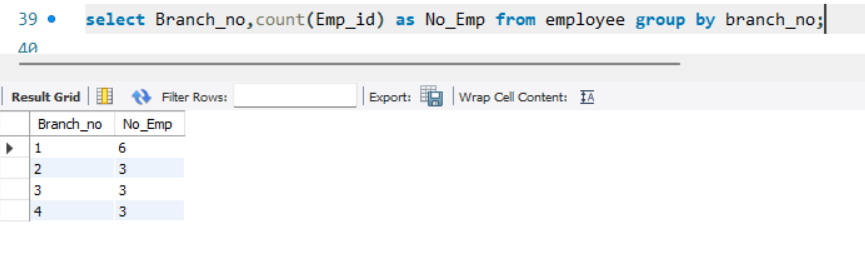 39 select Branch_no,count(Emp_id) as No_Emp from employee group by branch_no;
40
Result Grid Filter Rows: Export: Wrap Cell Content: IA
Branch_no No_Emp
1 6
2 3
3 3
4 3